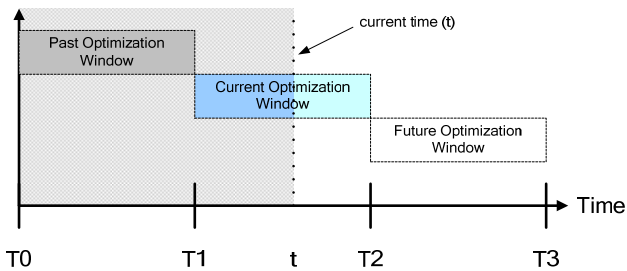 current time (t)
Past Optimization
Window
Current Optimization
Window
Future Optimization
Window
Time
T0 T1 t T2 T3